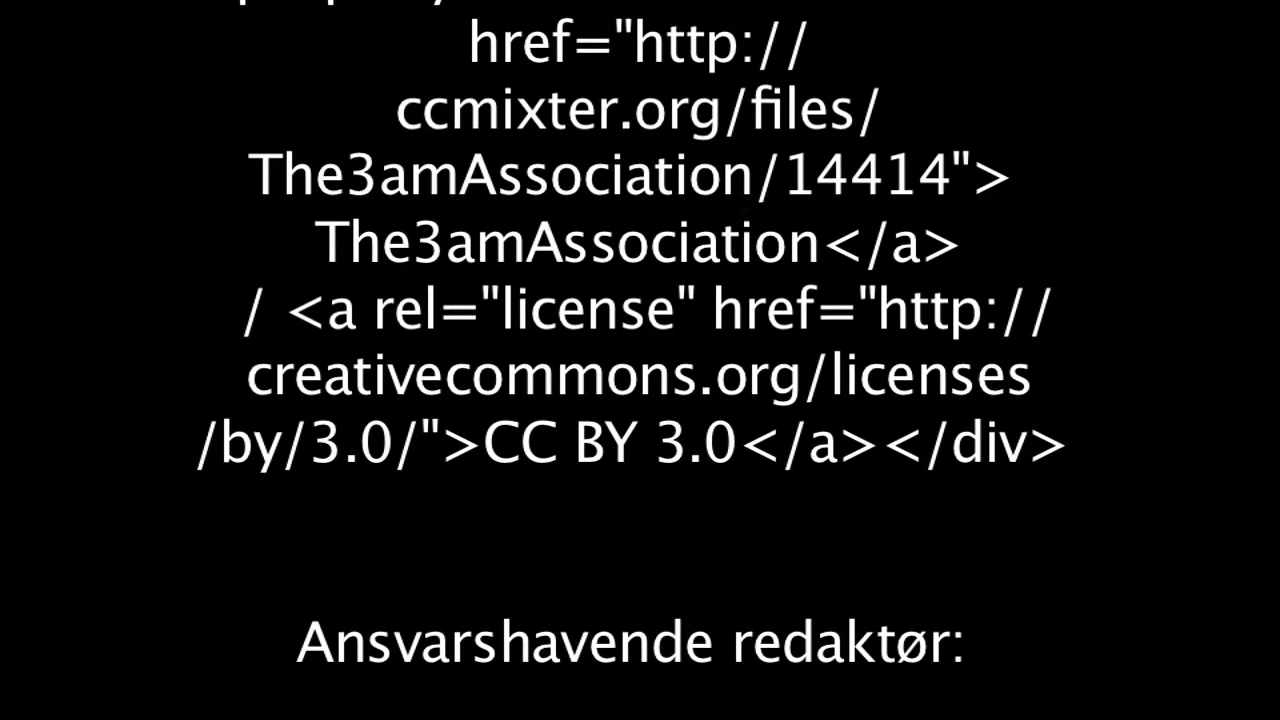 href="http://
ccmixter.org/files/
The3amAssociation/14414">
The3amAssociation</a>
/ <a rel="license" href="http://
creativecommons.org/licenses
/by/3.0/">CC BY 3.0</a></div>
Ansvarshavende redaktør: